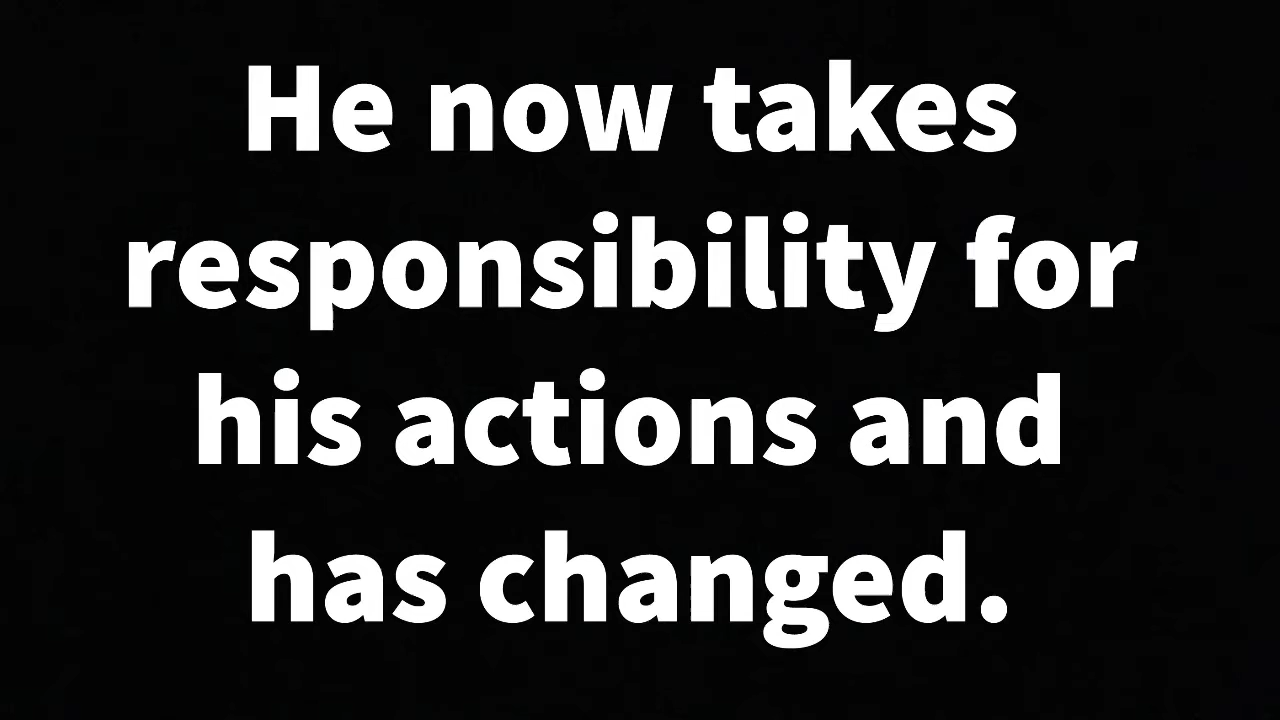 He now takes
responsibility for
his actions and
has changed.